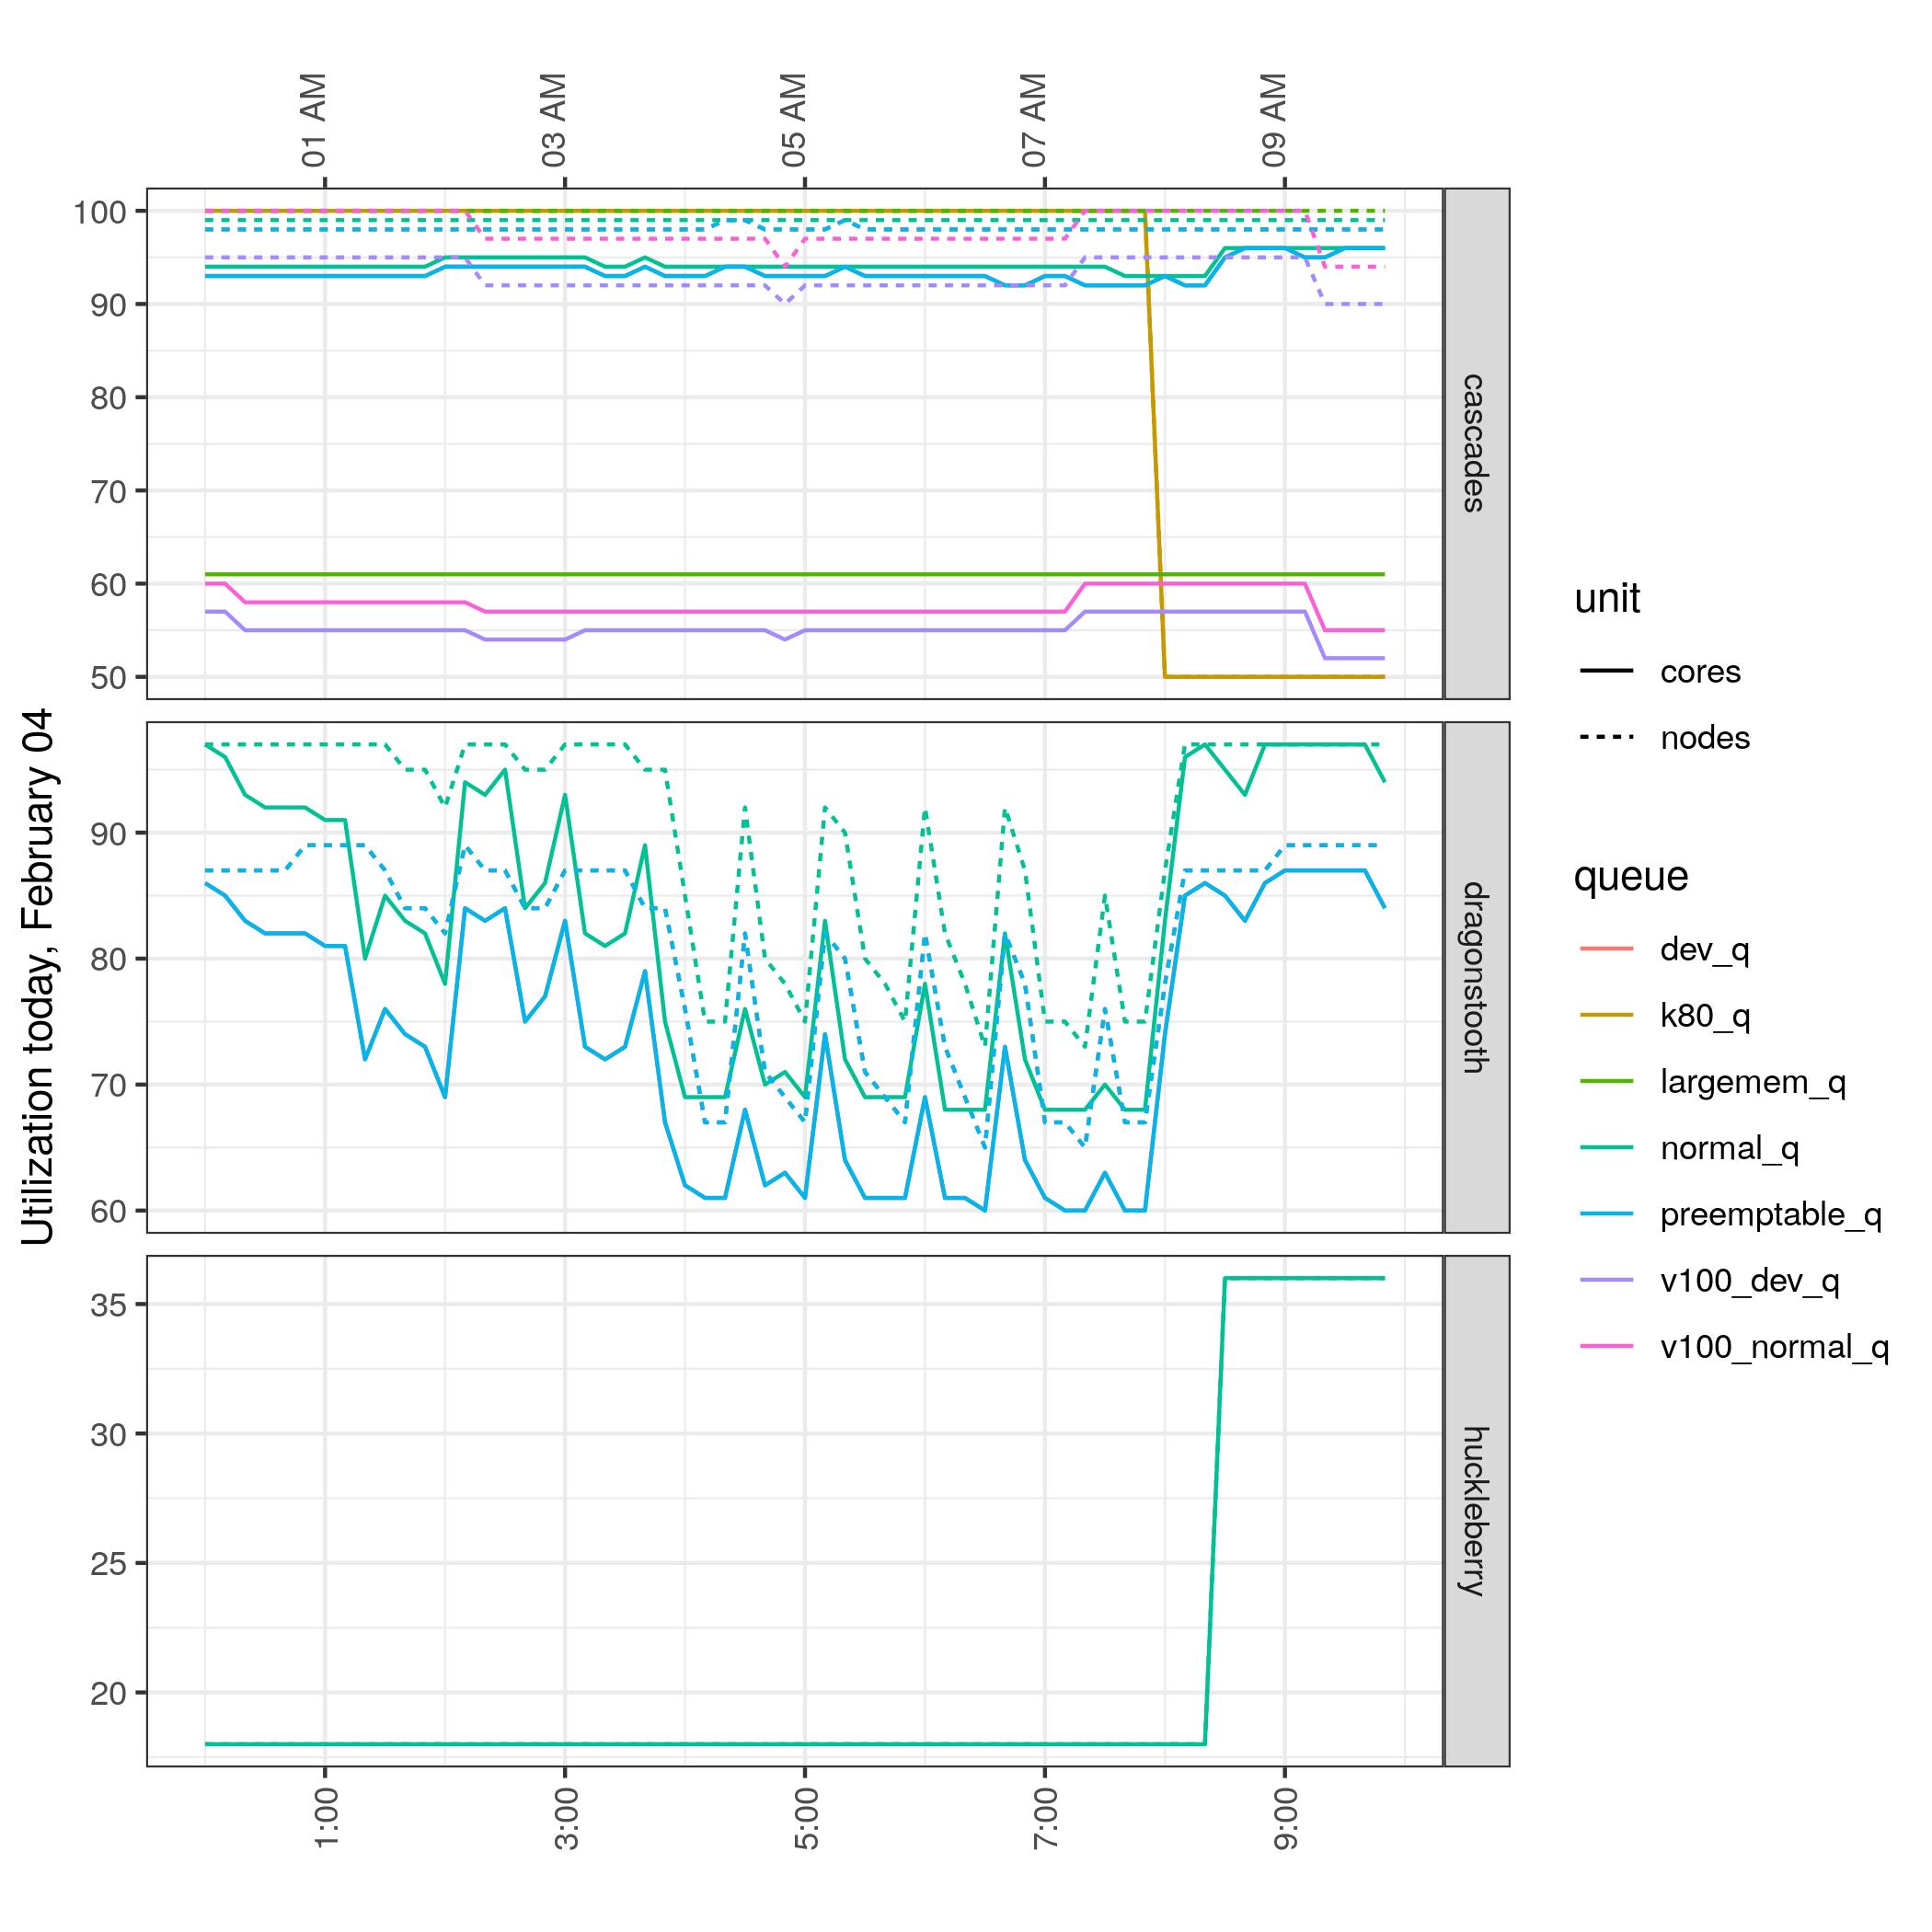 01 AM
03 AM
05 AM
07 AM
09 AM
100
90
80
70
60
50
cascades
90
80
70
60
dragonstooth
35
30
25
20
huckleberry
1:00
3:00
5:00
7:00
9:00
Utilization today, February 04
unit
cores
nodes
queue
dev_q
k80_q
largemem_q
normal_q
preemptable_q
v100_dev_q
v100_normal_q